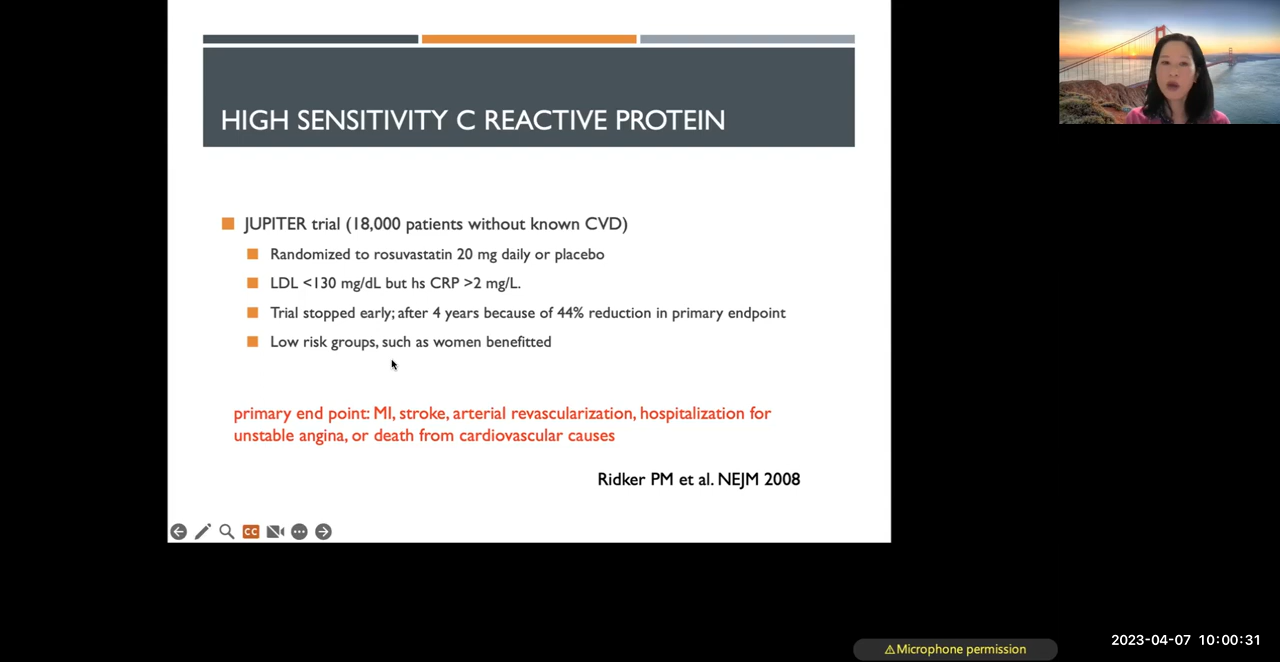 HIGH SENSITIVITY C REACTIVE PROTEIN
JUPITER trial (18,000 patients without known CVD)
Randomized to rosuvastatin 20 mg daily or placebo
LDL <130 mg/dL but hs CRP >2 mg/L.
Trial stopped early; after 4 years because of 44% reduction in primary endpoint
Low risk groups, such as women benefitted
primary end point: MI, stroke, arterial revascularization, hospitalization for
unstable angina, or death from cardiovascular causes
Ridker PM et al. NEJM 2008
CC
⚠Microphone permission
2023-04-07 10:00:31